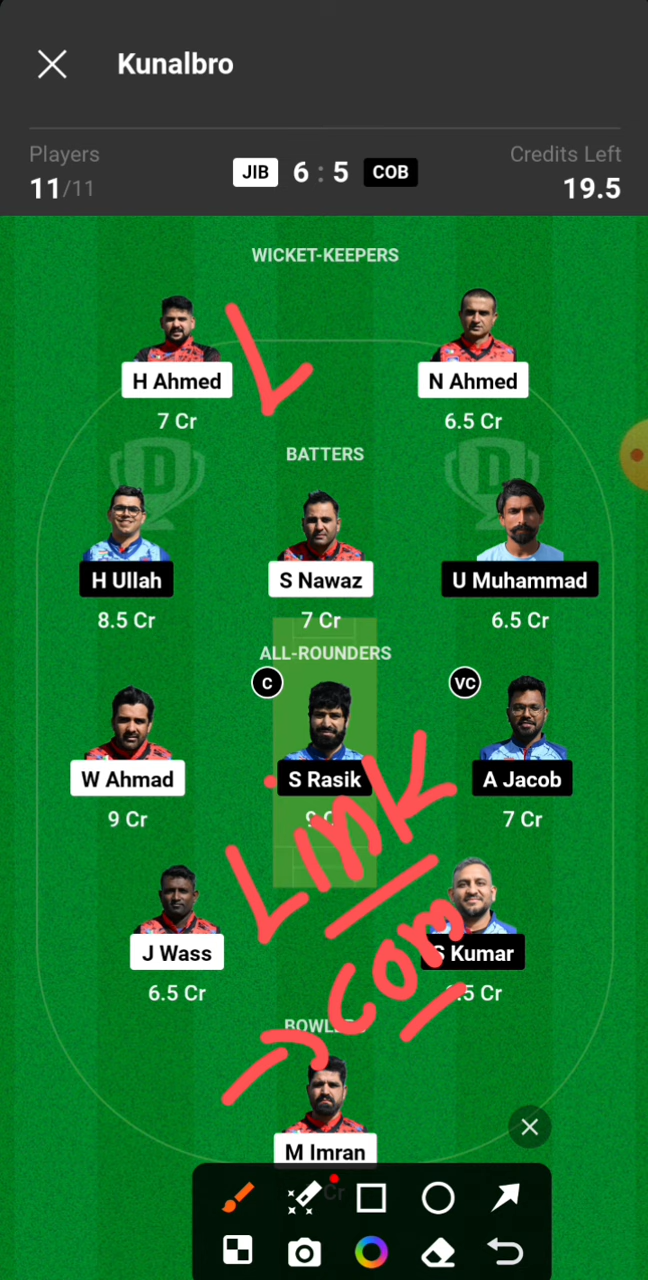 Kunalbro
Players
Credits Left
11/11
JIB 6 : 5 COB
19.5
WICKET-KEEPERS
H Ahmed
N Ahmed
7 Cr
6.5 Cr
BATTERS
D
D
H Ullah
S Nawaz
U Muhammad
8.5 Cr
7 Cr
6.5 Cr
ALL-ROUNDERS
C
VC
W Ahmad
S Rasik
A Jacob
9 Cr
7 Cr
L
Link
J Wass
S Kumar
6.5 Cr
Cr
com
M Imran
Cr